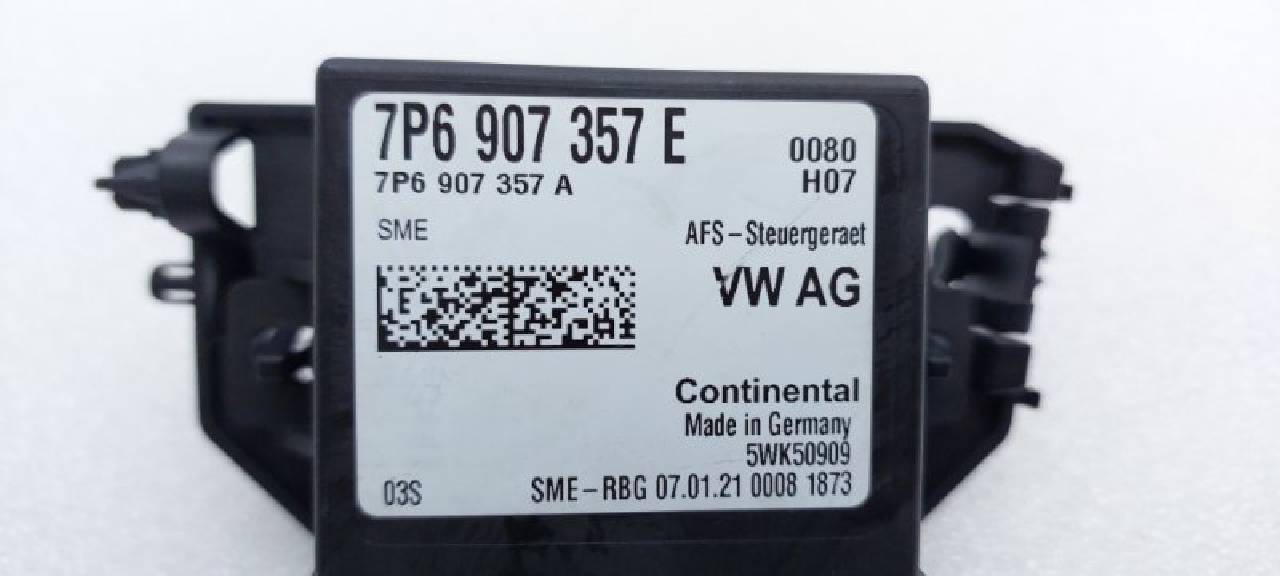 7P6 907 357 E
0080
7P6 907 357 A
H07
SME
AFS-Steuergeraet
VW AG
Continental
Made in Germany
5WK50909
03S
SME-RBG 07.01.21 0008 1873